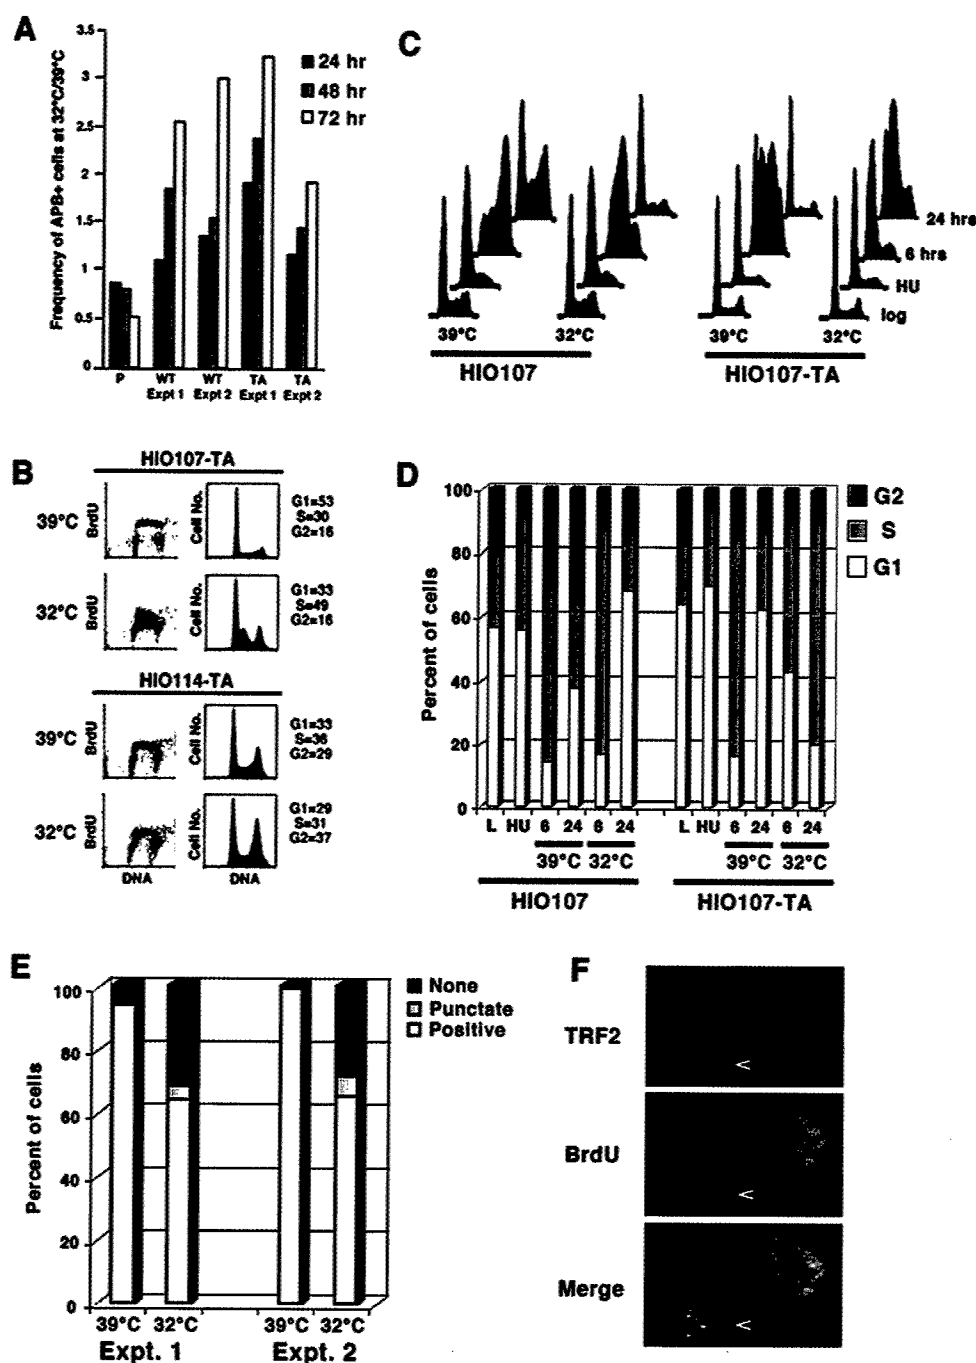 A
Frequency of APB+ cells at 32°C/39°C
3.5
3
2.5
2
1.5
1
0.5
0
24 hr
48 hr
72 hr
P
WT Expt 1
WT Expt 2
TA Expt 1
TA Expt 2
C
24 hrs
6 hrs
HU
log
39°C
32°C
HIO107
39°C
32°C
HIO107-TA
B
HIO107-TA
39°C
BrdU
Cell No.
G1=53
S=30
G2=16
32°C
BrdU
Cell No.
G1=33
S=49
G2=16
HIO114-TA
39°C
BrdU
Cell No.
G1=33
S=36
G2=29
32°C
BrdU
Cell No.
G1=29
S=31
G2=37
DNA
DNA
D
Percent of cells
100
80
60
40
20
0
G2
S
G1
L HU 6 24 6 24
39°C 32°C
HIO107
L HU 6 24 6 24
39°C 32°C
HIO107-TA
E
Percent of cells
100
80
60
40
20
0
None
Punctate
Positive
39°C 32°C
Expt. 1
39°C 32°C
Expt. 2
F
TRF2
<
BrdU
<
Merge
<